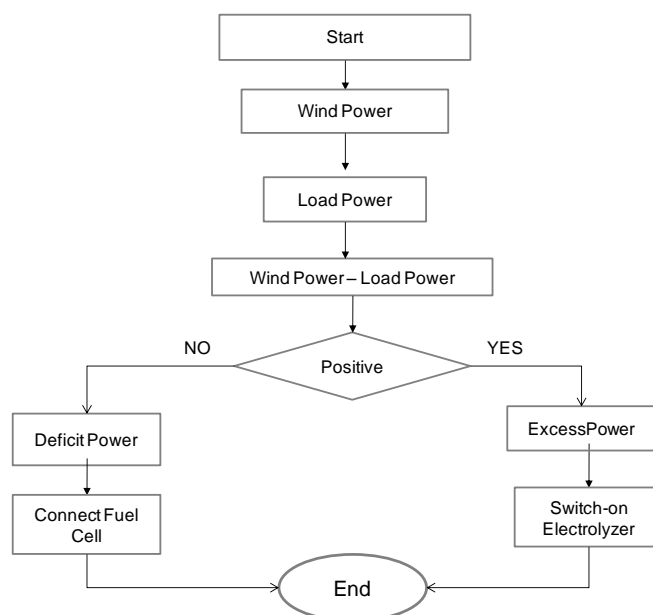 Start
Wind Power
Load Power
Wind Power – Load Power
NO
Positive
YES
Deficit Power
ExcessPower
Connect Fuel
Cell
Switch-on
Electrolyzer
End